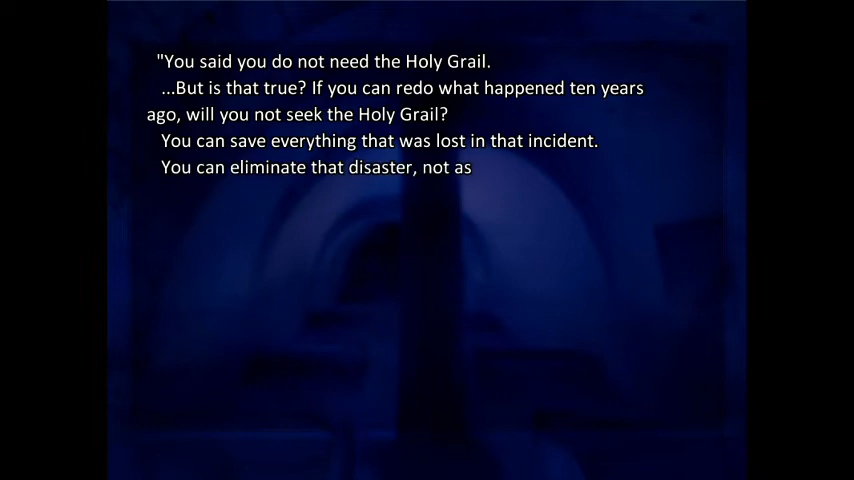 "You said you do not need the Holy Grail.
...But is that true? If you can redo what happened ten years
ago, will you not seek the Holy Grail?
You can save everything that was lost in that incident.
You can eliminate that disaster, not as